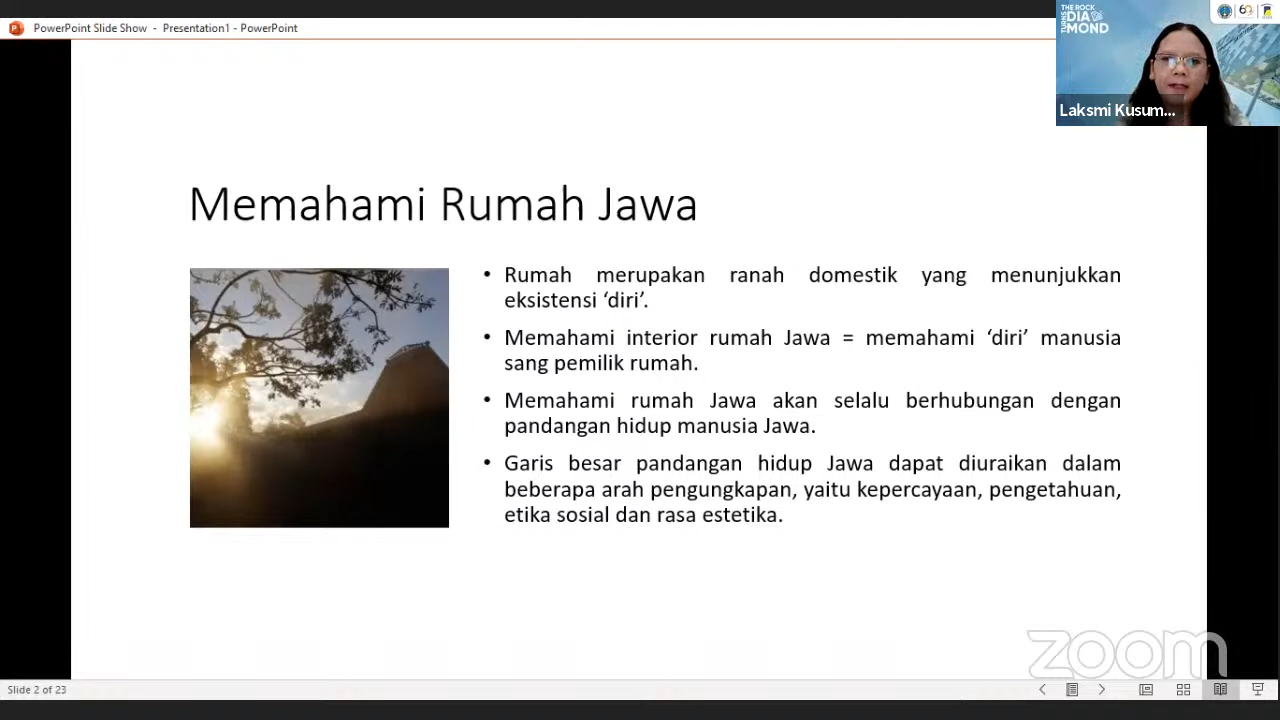 PowerPoint Slide Show - Presentation1 - PowerPoint
THE ROCK
TURNS
DIA
MOND
60
Laksmi Kusum...
Memahami Rumah Jawa
• Rumah merupakan ranah domestik yang menunjukkan
eksistensi ‘diri’.
• Memahami interior rumah Jawa = memahami ‘diri’ manusia
sang pemilik rumah.
• Memahami rumah Jawa akan selalu berhubungan dengan
pandangan hidup manusia Jawa.
• Garis besar pandangan hidup Jawa dapat diuraikan dalam
beberapa arah pengungkapan, yaitu kepercayaan, pengetahuan,
etika sosial dan rasa estetika.
zoom
Slide 2 of 23